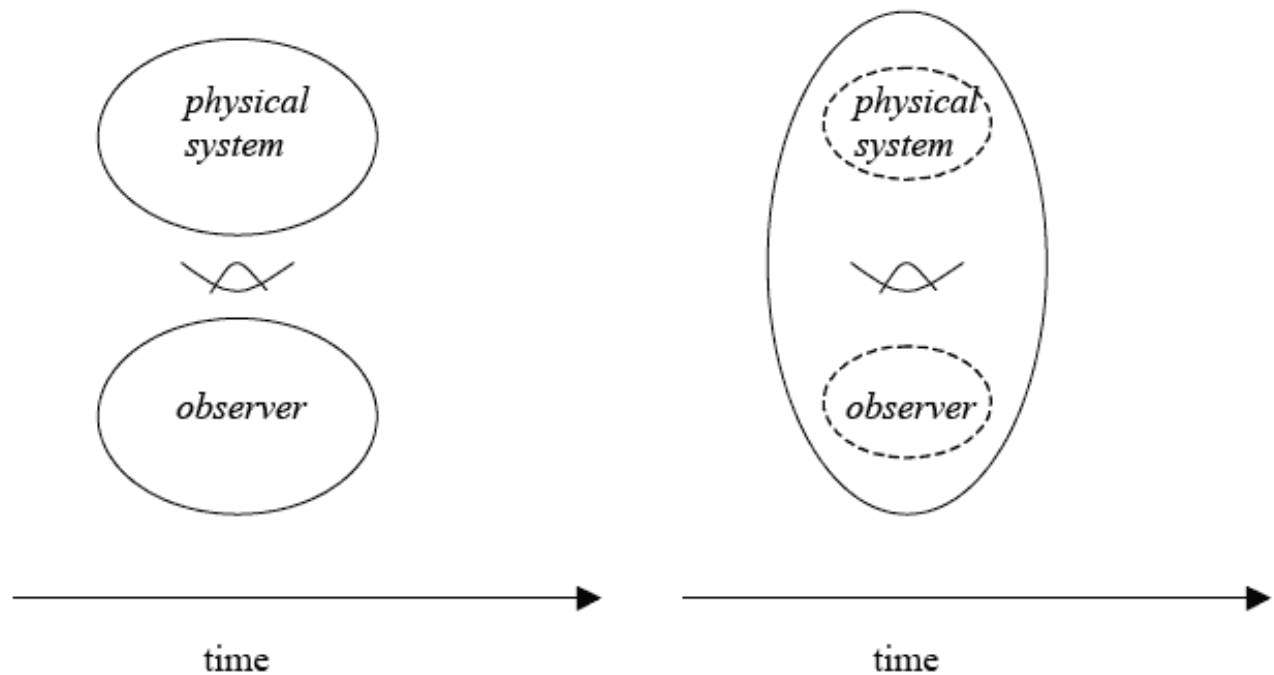 physical
system
observer
time
physical
system
observer
time